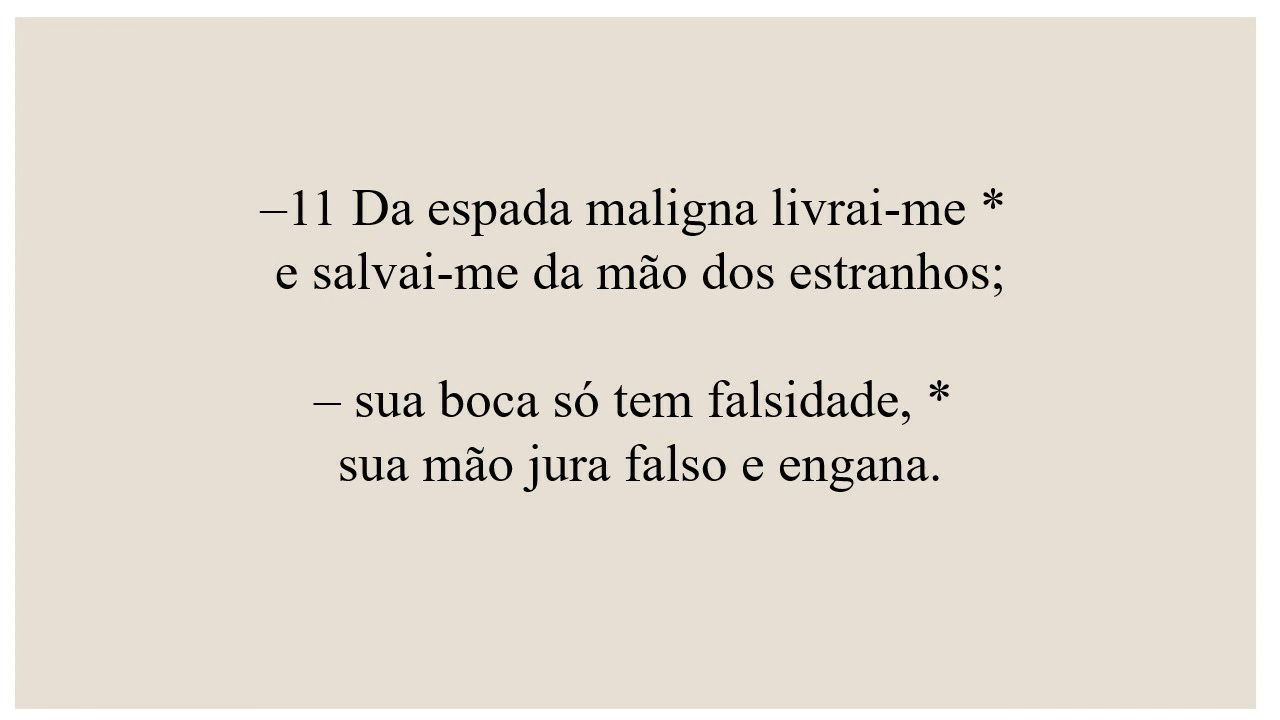 –11 Da espada maligna livrai-me *
e salvai-me da mão dos estranhos;
– sua boca só tem falsidade, *
sua mão jura falso e engana.